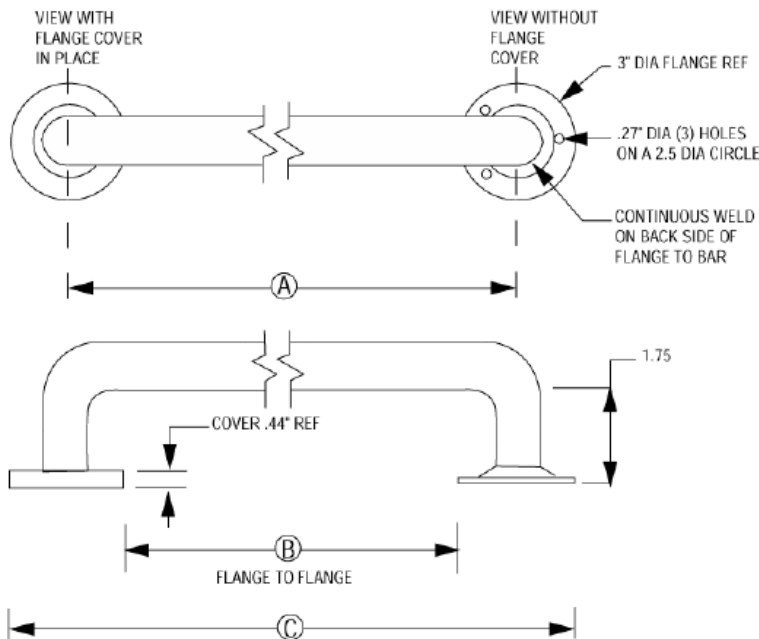 VIEW WITH
FLANGE COVER
IN PLACE
VIEW WITHOUT
FLANGE
COVER
3" DIA FLANGE REF
.27" DIA (3) HOLES
ON A 2.5 DIA CIRCLE
CONTINUOUS WELD
ON BACK SIDE OF
FLANGE TO BAR
A
1.75
COVER .44" REF
B
FLANGE TO FLANGE
C